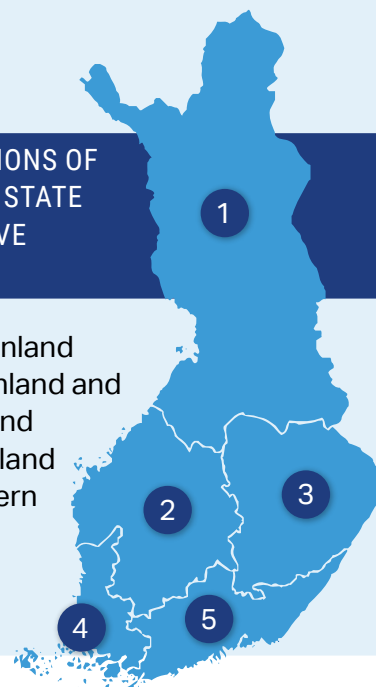 IONS OF
STATE
VE
1
nland
nland and
nd
land
ern
2
3
4
5